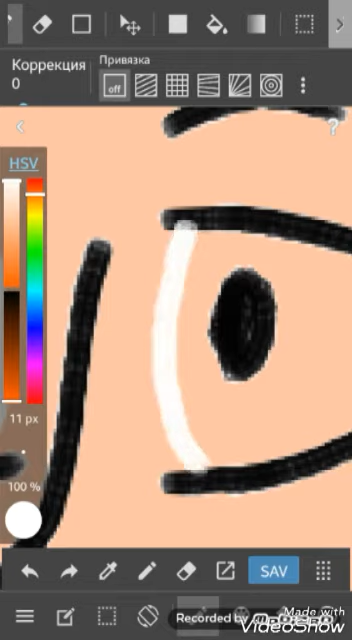 Коррекция
0
Привязка
off
?
HSV
11 px
100 %
SAV
Recorded by
Made with
VideoShow